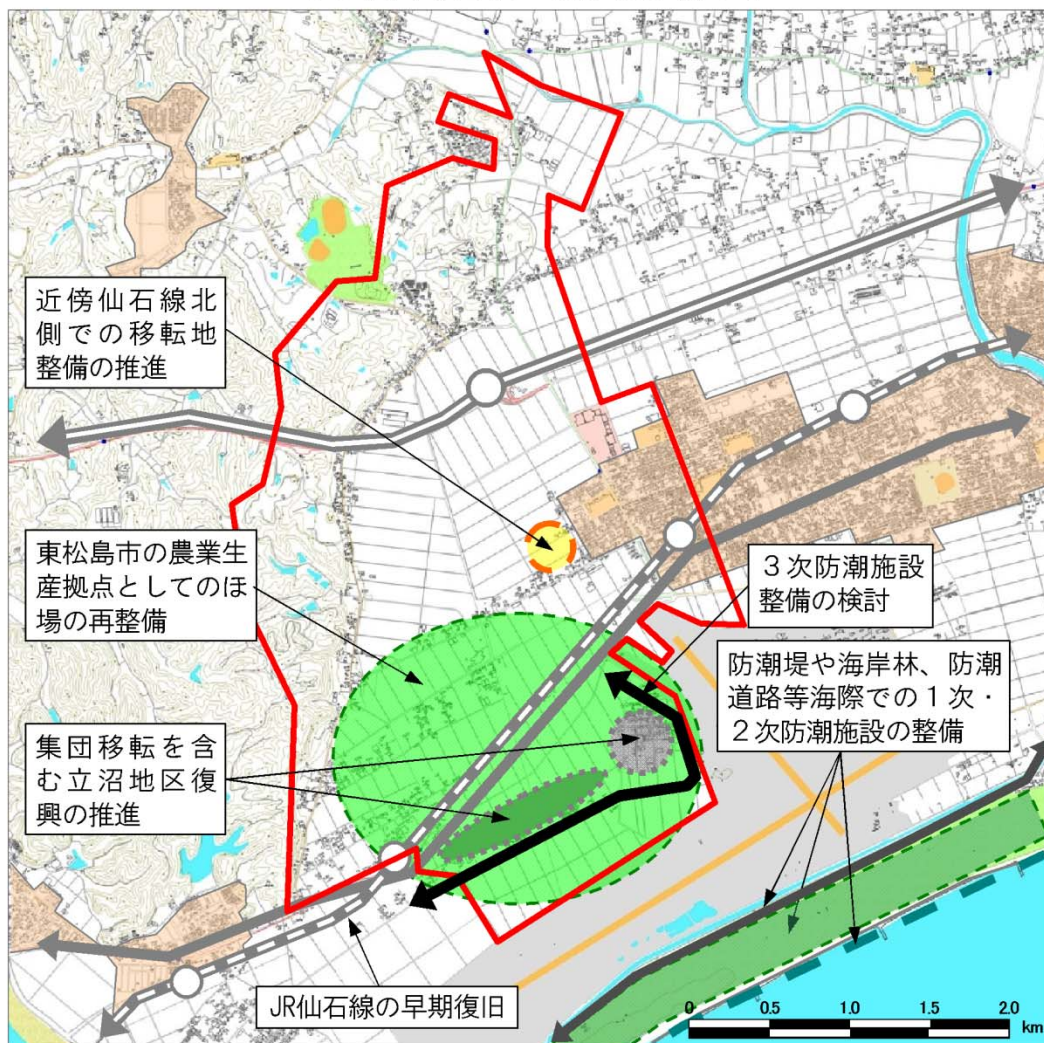 近傍仙石線北
側での移転地
整備の推進
東松島市の農業生
産拠点としてのほ
場の再整備
３次防潮施設
整備の検討
防潮堤や海岸林、防潮
道路等海際での１次・
２次防潮施設の整備
集団移転を含
む立沼地区復
興の推進
JR仙石線の早期復旧
0 0.5 1.0 1.5 2.0
km